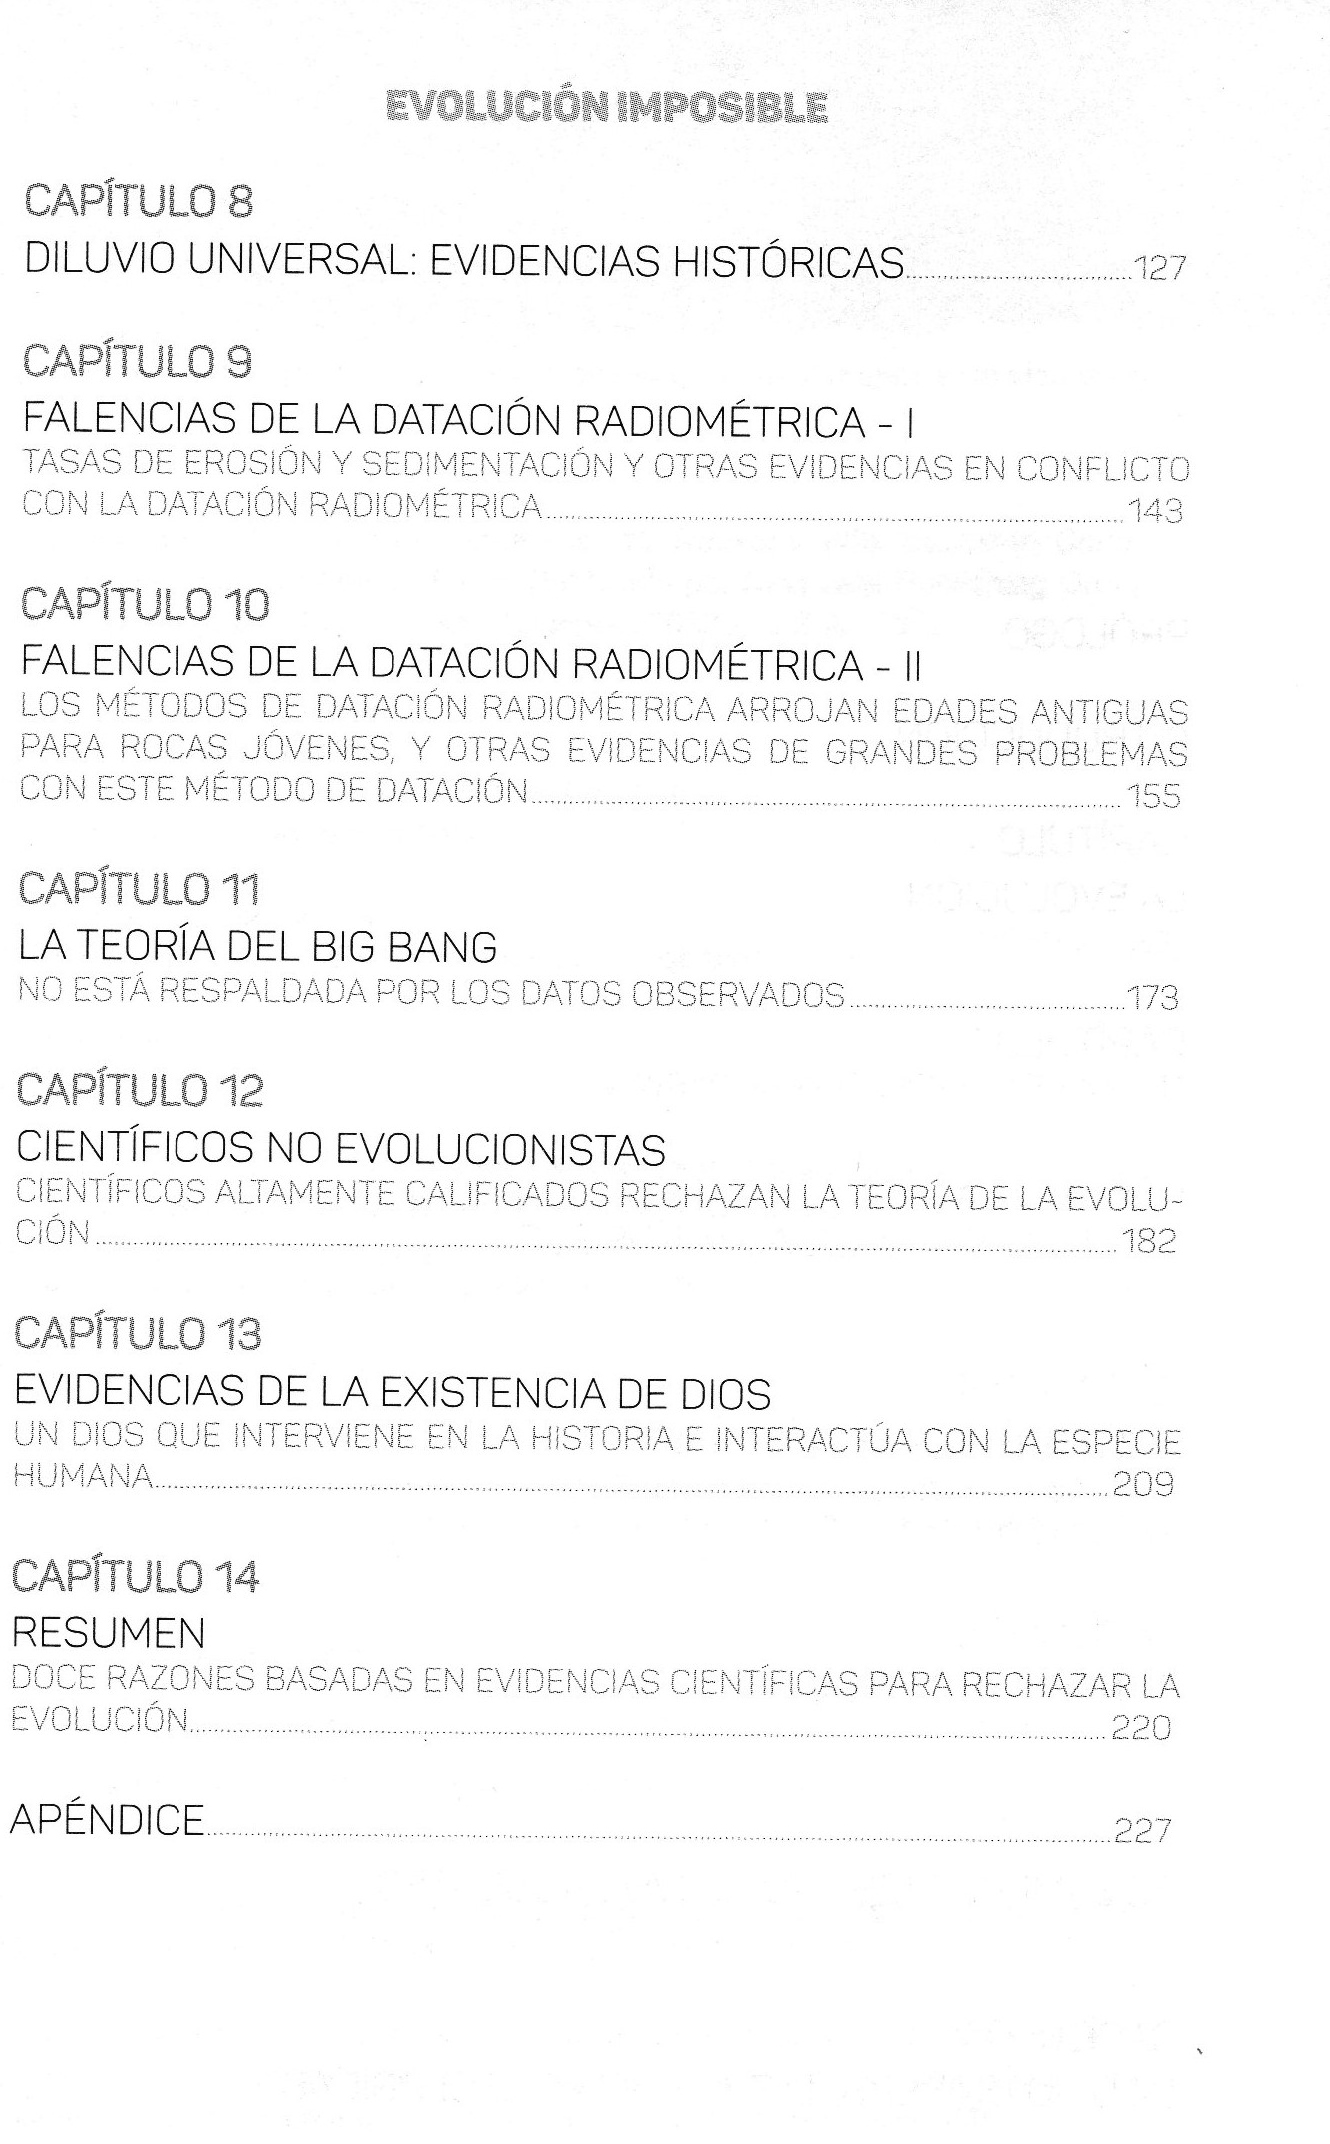 EVOLUCIÓN IMPOSIBLE
CAPÍTULO 8
DILUVIO UNIVERSAL: EVIDENCIAS HISTÓRICAS..........127
CAPÍTULO 9
FALENCIAS DE LA DATACIÓN RADIOMÉTRICA - I
TASAS DE EROSIÓN Y SEDIMENTACIÓN Y OTRAS EVIDENCIAS EN CONFLICTO
CON LA DATACIÓN RADIOMÉTRICA..........143
CAPÍTULO 10
FALENCIAS DE LA DATACIÓN RADIOMÉTRICA - II
LOS MÉTODOS DE DATACIÓN RADIOMÉTRICA ARROJAN EDADES ANTIGUAS
PARA ROCAS JÓVENES, Y OTRAS EVIDENCIAS DE GRANDES PROBLEMAS
CON ESTE MÉTODO DE DATACIÓN..........155
CAPÍTULO 11
LA TEORÍA DEL BIG BANG
NO ESTÁ RESPALDADA POR LOS DATOS OBSERVADOS..........173
CAPÍTULO 12
CIENTÍFICOS NO EVOLUCIONISTAS
CIENTÍFICOS ALTAMENTE CALIFICADOS RECHAZAN LA TEORÍA DE LA EVOLU-
CIÓN..........182
CAPÍTULO 13
EVIDENCIAS DE LA EXISTENCIA DE DIOS
UN DIOS QUE INTERVIENE EN LA HISTORIA E INTERACTÚA CON LA ESPECIE
HUMANA..........209
CAPÍTULO 14
RESUMEN
DOCE RAZONES BASADAS EN EVIDENCIAS CIENTÍFICAS PARA RECHAZAR LA
EVOLUCIÓN..........220
APÉNDICE..........227